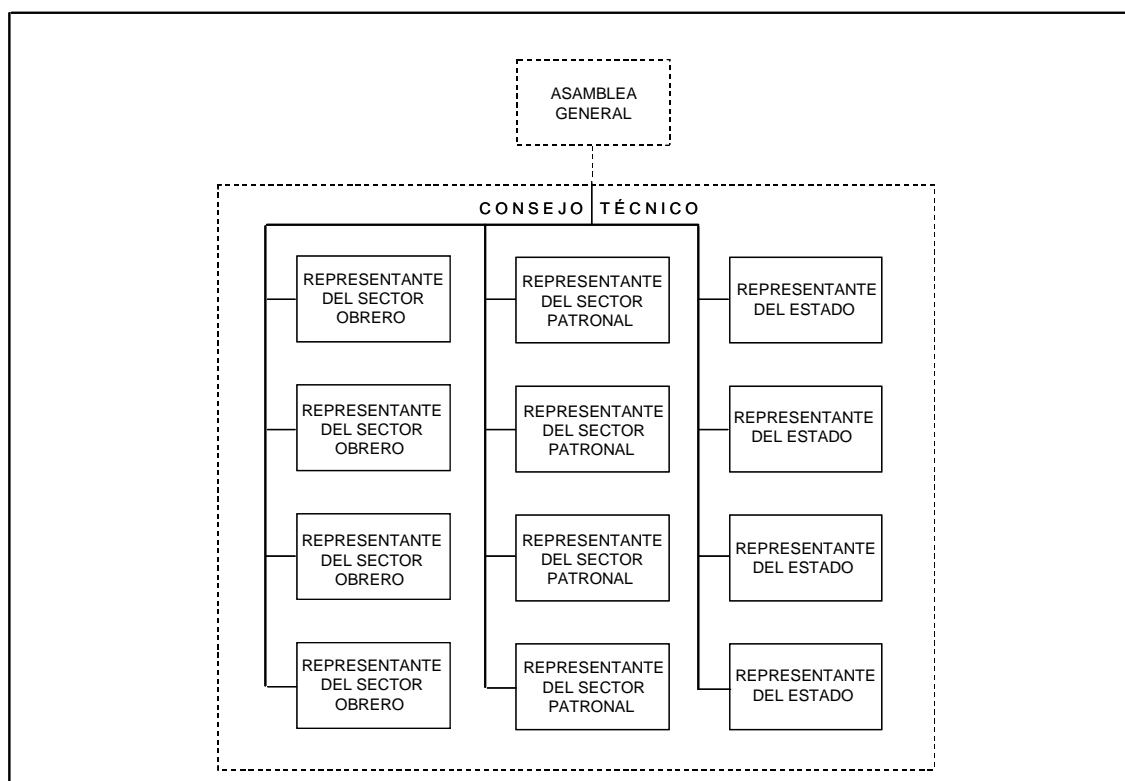 ASAMBLEA
GENERAL
CONSEJO TÉCNICO
REPRESENTANTE
DEL SECTOR
OBRERO
REPRESENTANTE
DEL SECTOR
PATRONAL
REPRESENTANTE
DEL ESTADO
REPRESENTANTE
DEL SECTOR
OBRERO
REPRESENTANTE
DEL SECTOR
PATRONAL
REPRESENTANTE
DEL ESTADO
REPRESENTANTE
DEL SECTOR
OBRERO
REPRESENTANTE
DEL SECTOR
PATRONAL
REPRESENTANTE
DEL ESTADO
REPRESENTANTE
DEL SECTOR
OBRERO
REPRESENTANTE
DEL SECTOR
PATRONAL
REPRESENTANTE
DEL ESTADO